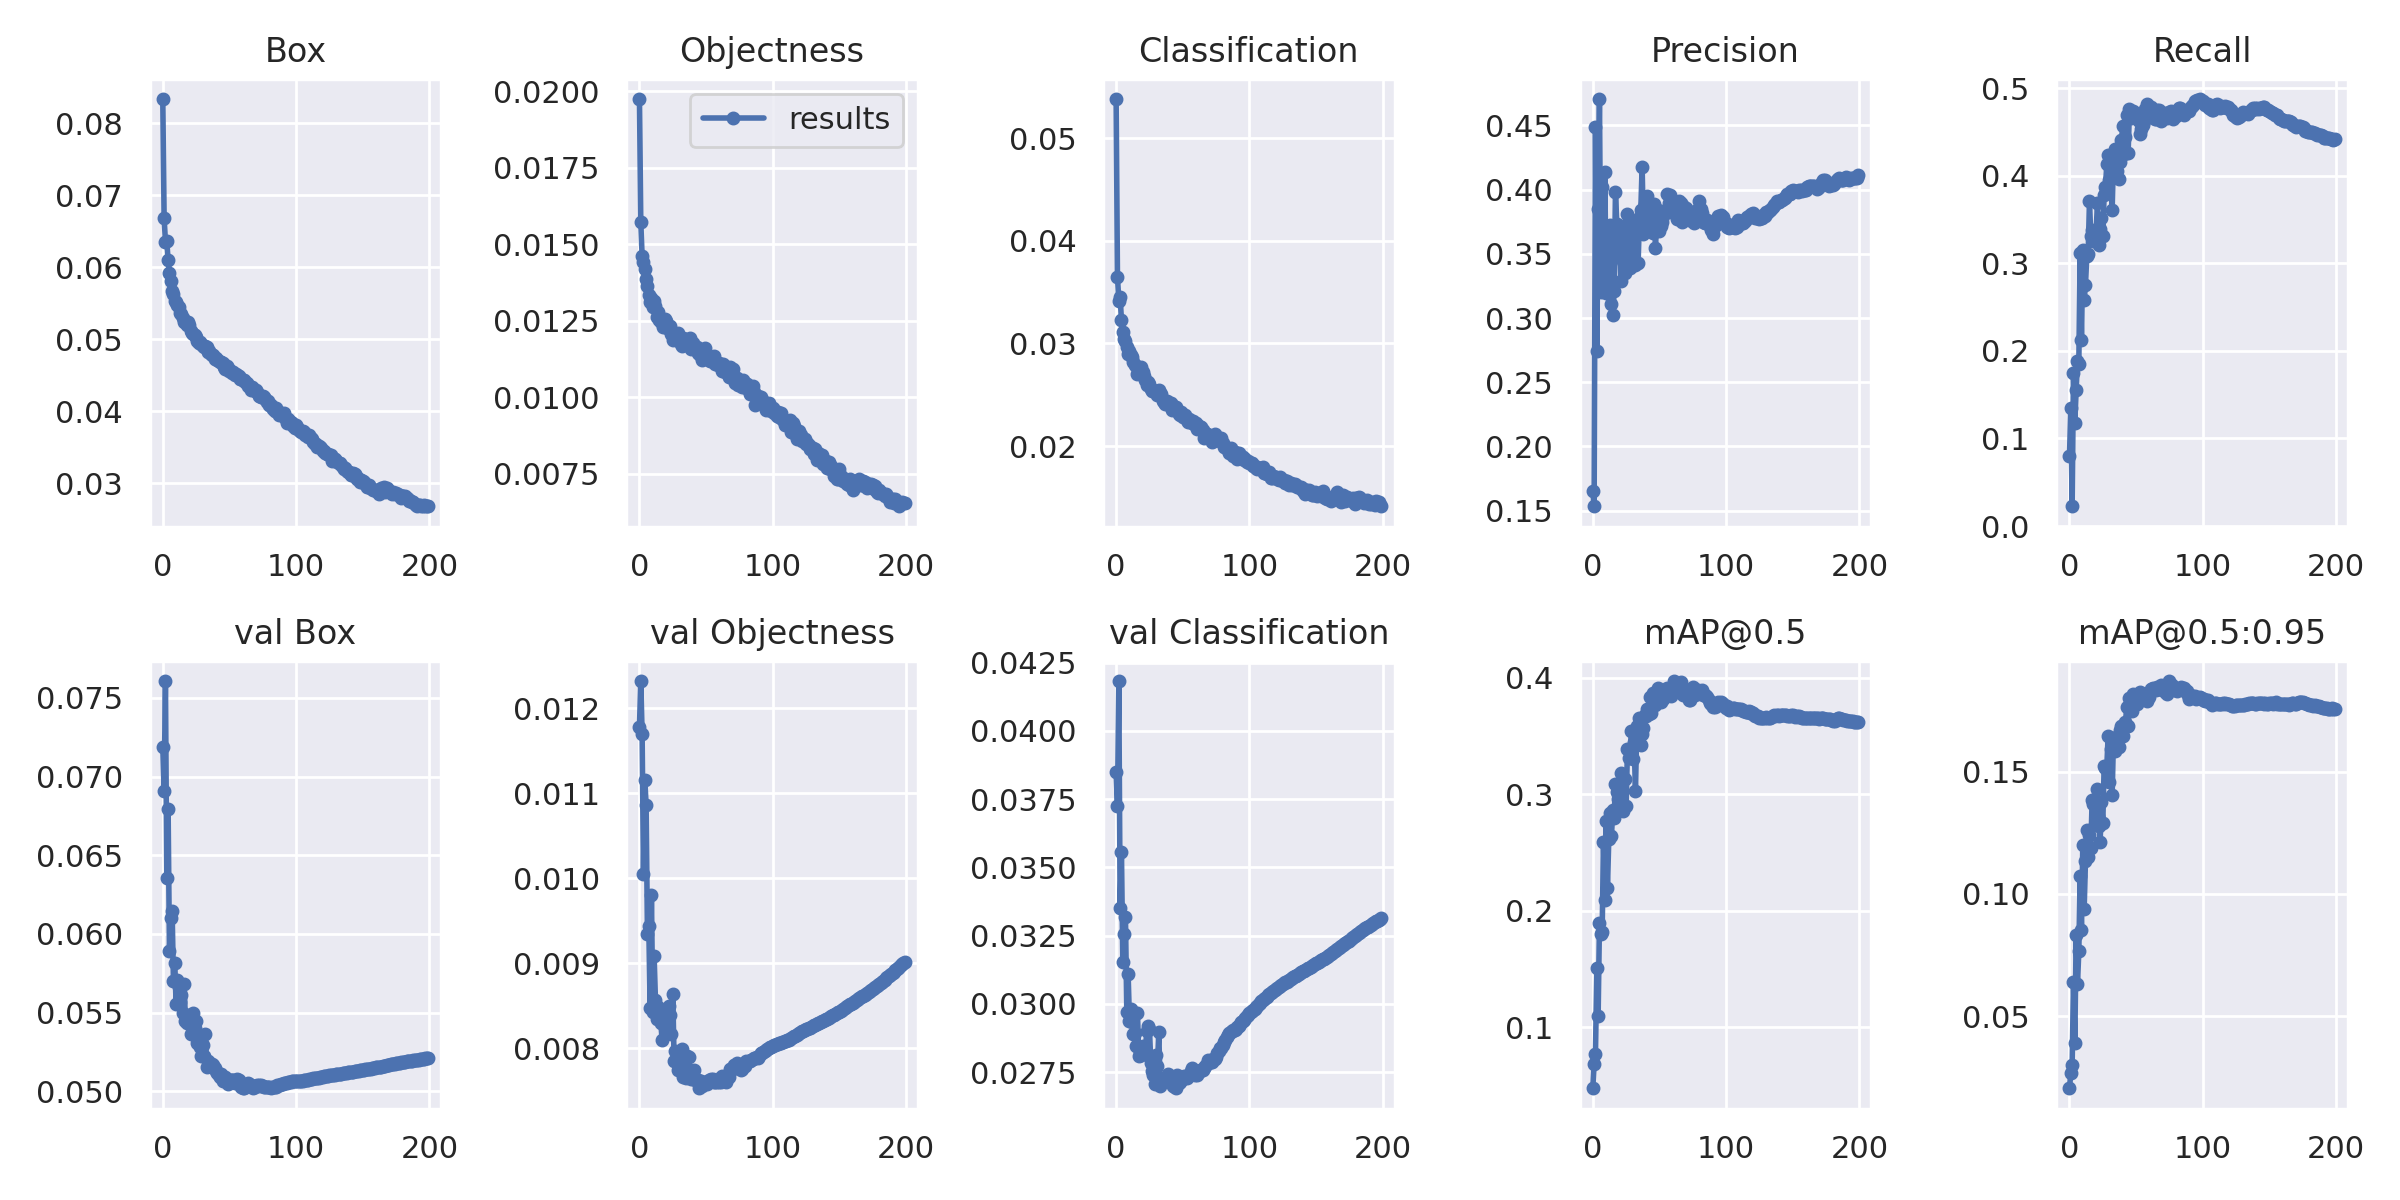 Box
0.08
0.07
0.06
0.05
0.04
0.03
0 100 200
Objectness
results
0.0200
0.0175
0.0150
0.0125
0.0100
0.0075
0 100 200
Classification
0.05
0.04
0.03
0.02
0 100 200
Precision
0.45
0.40
0.35
0.30
0.25
0.20
0.15
0 100 200
Recall
0.5
0.4
0.3
0.2
0.1
0.0
0 100 200
val Box
0.075
0.070
0.065
0.060
0.055
0.050
0 100 200
val Objectness
0.012
0.011
0.010
0.009
0.008
0 100 200
val Classification
0.0425
0.0400
0.0375
0.0350
0.0325
0.0300
0.0275
0 100 200
mAP@0.5
0.4
0.3
0.2
0.1
0 100 200
mAP@0.5:0.95
0.15
0.10
0.05
0 100 200